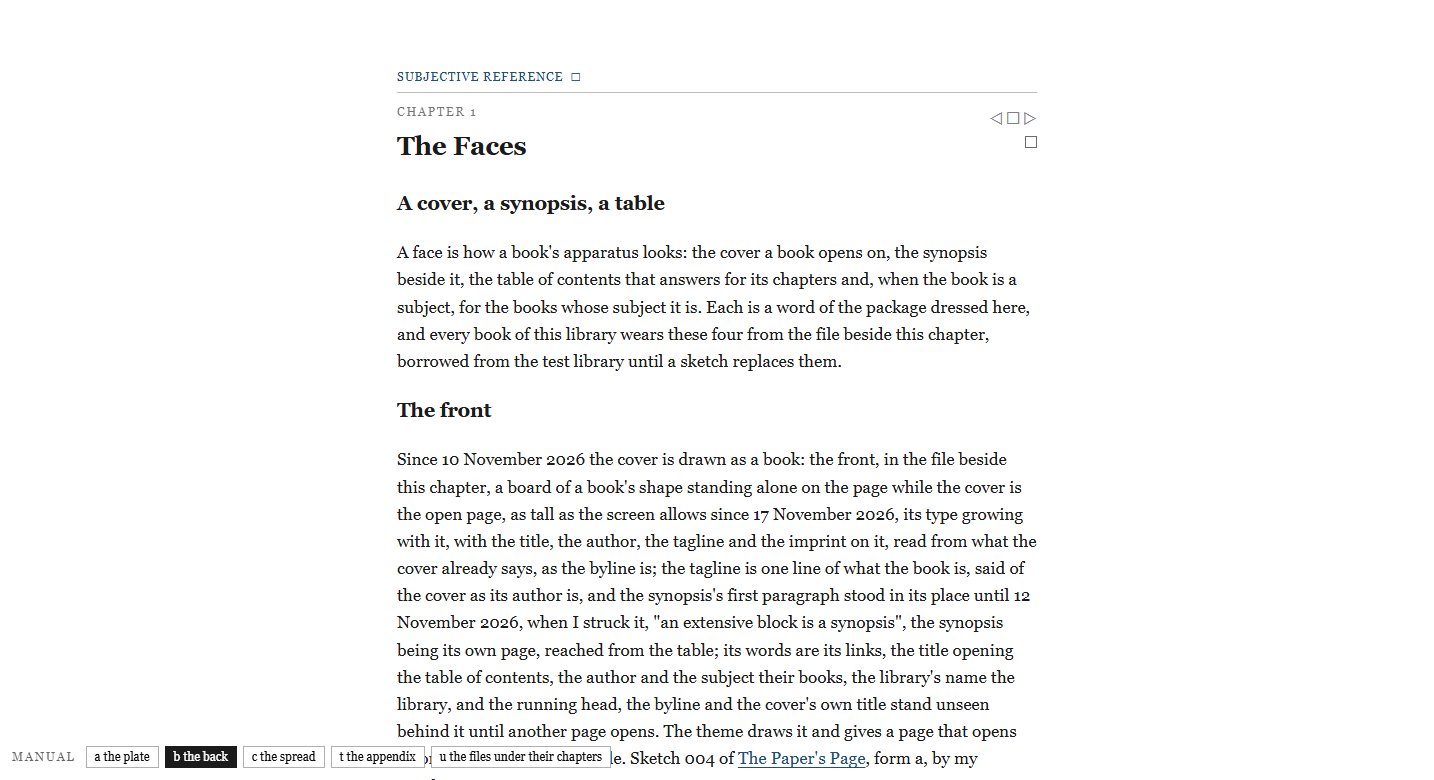 SUBJECTIVE REFERENCE
CHAPTER 1
The Faces
A cover, a synopsis, a table
A face is how a book's apparatus looks: the cover a book opens on, the synopsis
beside it, the table of contents that answers for its chapters and, when the book is a
subject, for the books whose subject it is. Each is a word of the package dressed here,
and every book of this library wears these four from the file beside this chapter,
borrowed from the test library until a sketch replaces them.
The front
Since 10 November 2026 the cover is drawn as a book: the front, in the file beside
this chapter, a board of a book's shape standing alone on the page while the cover is
the open page, as tall as the screen allows since 17 November 2026, its type growing
with it, with the title, the author, the tagline and the imprint on it, read from what the
cover already says, as the byline is; the tagline is one line of what the book is, said of
the cover as its author is, and the synopsis's first paragraph stood in its place until 12
November 2026, when I struck it, "an extensive block is a synopsis", the synopsis
being its own page, reached from the table; its words are its links, the title opening
the table of contents, the author and the subject their books, the library's name the
library, and the running head, the byline and the cover's own title stand unseen
behind it until another page opens. The theme draws it and gives a page that opens
le. Sketch 004 of The Paper's Page, form a, by my
MANUAL a the plate b the back c the spread t the appendix u the files under their chapters